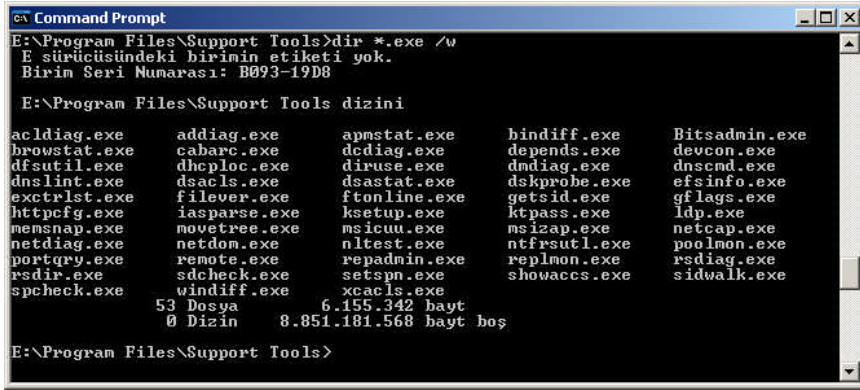 Command Prompt
E:\Program Files\Support Tools>dir *.exe /w
E sürücüsündeki birimin etiketi yok.
Birim Seri Numarası: B093-19D8
E:\Program Files\Support Tools dizini
acldiag.exe addiag.exe apmstat.exe bindiff.exe Bitsadmin.exe
browstat.exe cabarc.exe dcdiag.exe depends.exe devcon.exe
dfsutil.exe dhcploc.exe diruse.exe dmdiag.exe dnscmd.exe
dnslint.exe dsacls.exe dsastat.exe dskprobe.exe efsinfo.exe
exctrlst.exe filever.exe ftonline.exe getsid.exe gflags.exe
httpcfg.exe iasparse.exe ksetup.exe ktpass.exe ldp.exe
memsnap.exe movetree.exe msicuu.exe msizap.exe netcap.exe
netdiag.exe netdom.exe nltest.exe ntfrsutl.exe poolmon.exe
portqry.exe remote.exe repadmin.exe replmon.exe rsdiag.exe
rsdir.exe sdcheck.exe setspn.exe showaccs.exe sidwalk.exe
spcheck.exe windiff.exe xcacls.exe
53 Dosya 6.155.342 bayt
0 Dizin 8.851.181.568 bayt boş
E:\Program Files\Support Tools>